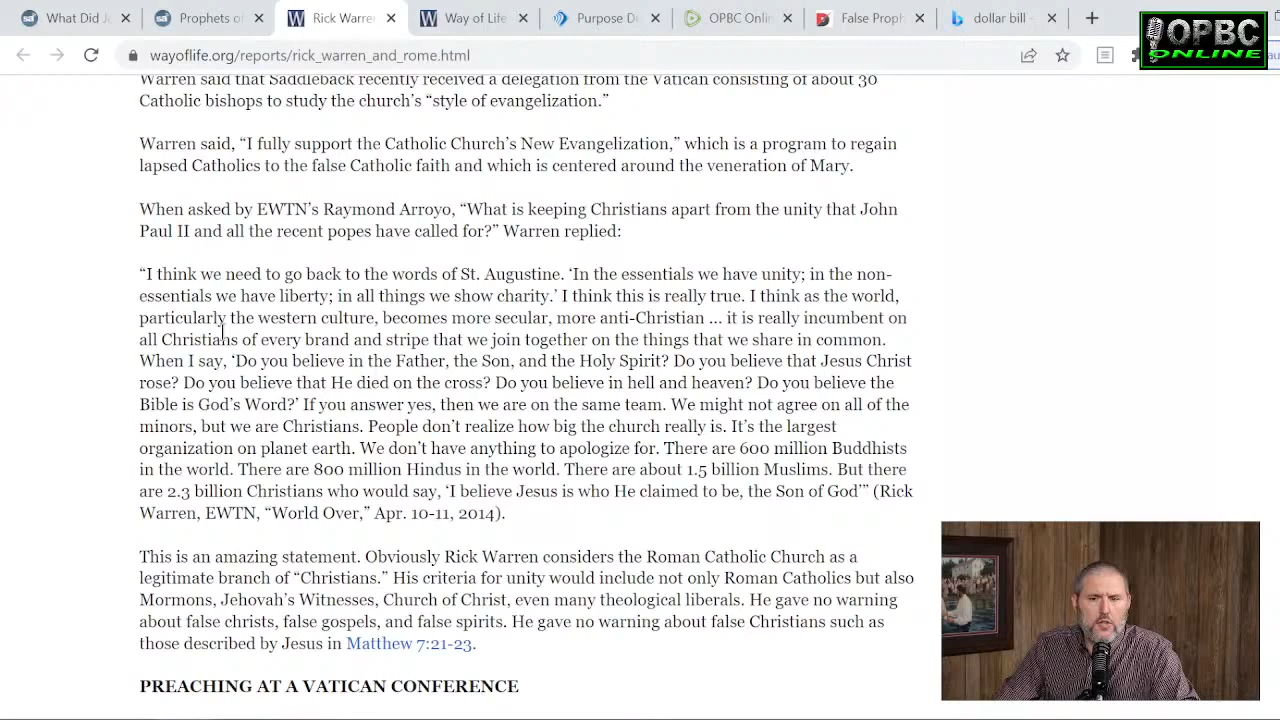 What Did J
Prophets of
Rick Warre
Way of Life
Purpose D
OPBC Onli
False Proph
dollar bill -
OPBC
ONLINE
wayoflife.org/reports/rick_warren_and_rome.html
Warren said that Saddleback recently received a delegation from the Vatican consisting of about 30
Catholic bishops to study the church’s “style of evangelization.”
Warren said, “I fully support the Catholic Church’s New Evangelization,” which is a program to regain
lapsed Catholics to the false Catholic faith and which is centered around the veneration of Mary.
When asked by EWTN’s Raymond Arroyo, “What is keeping Christians apart from the unity that John
Paul II and all the recent popes have called for?” Warren replied:
“I think we need to go back to the words of St. Augustine. ‘In the essentials we have unity; in the non-
essentials we have liberty; in all things we show charity.’ I think this is really true. I think as the world,
particularly the western culture, becomes more secular, more anti-Christian … it is really incumbent on
all Christians of every brand and stripe that we join together on the things that we share in common.
When I say, ‘Do you believe in the Father, the Son, and the Holy Spirit? Do you believe that Jesus Christ
rose? Do you believe that He died on the cross? Do you believe in hell and heaven? Do you believe the
Bible is God’s Word?’ If you answer yes, then we are on the same team. We might not agree on all of the
minors, but we are Christians. People don’t realize how big the church really is. It’s the largest
organization on planet earth. We don’t have anything to apologize for. There are 600 million Buddhists
in the world. There are 800 million Hindus in the world. There are about 1.5 billion Muslims. But there
are 2.3 billion Christians who would say, ‘I believe Jesus is who He claimed to be, the Son of God’” (Rick
Warren, EWTN, “World Over,” Apr. 10-11, 2014).
This is an amazing statement. Obviously Rick Warren considers the Roman Catholic Church as a
legitimate branch of “Christians.” His criteria for unity would include not only Roman Catholics but also
Mormons, Jehovah’s Witnesses, Church of Christ, even many theological liberals. He gave no warning
about false christs, false gospels, and false spirits. He gave no warning about false Christians such as
those described by Jesus in Matthew 7:21-23.
PREACHING AT A VATICAN CONFERENCE